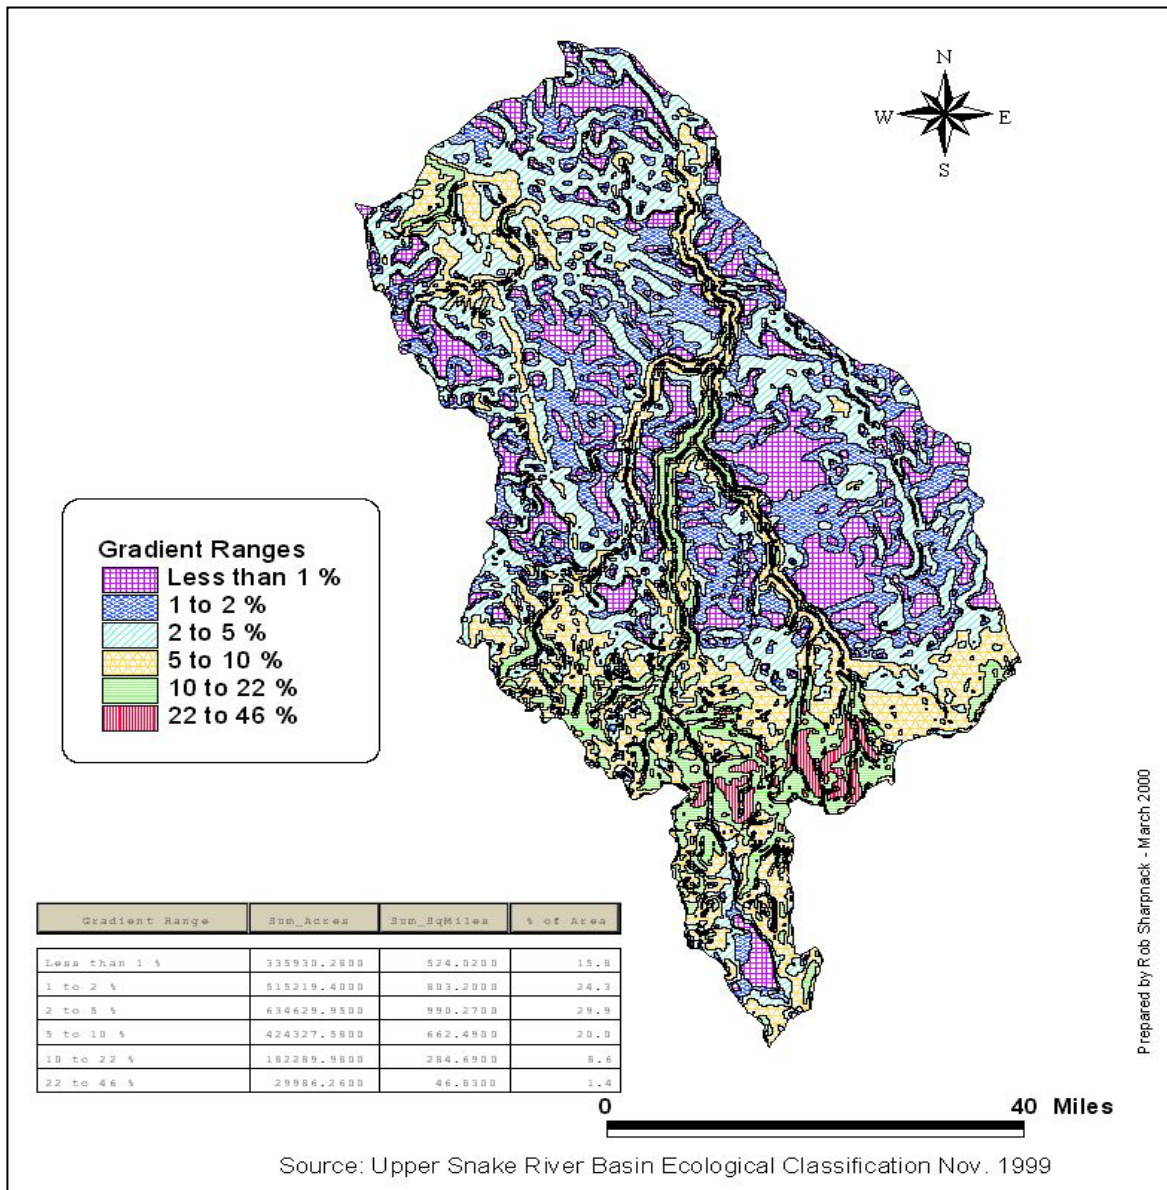 N
W E
S
Gradient Ranges
Less than 1 %
1 to 2 %
2 to 5 %
5 to 10 %
10 to 22 %
22 to 46 %
Prepared by Rob Sharpnack - March 2000
Gradient Range Sum_Acres Sum_SqMiles % of Area
Less than 1 % 335930.2800 524.0200 15.8
1 to 2 % 515219.4000 803.2000 24.3
2 to 5 % 634629.9500 990.2700 29.9
5 to 10 % 424327.5800 662.4900 20.0
10 to 22 % 182289.9800 284.6900 8.6
22 to 46 % 29986.2600 46.8300 1.4
0 40 Miles
Source: Upper Snake River Basin Ecological Classification Nov. 1999